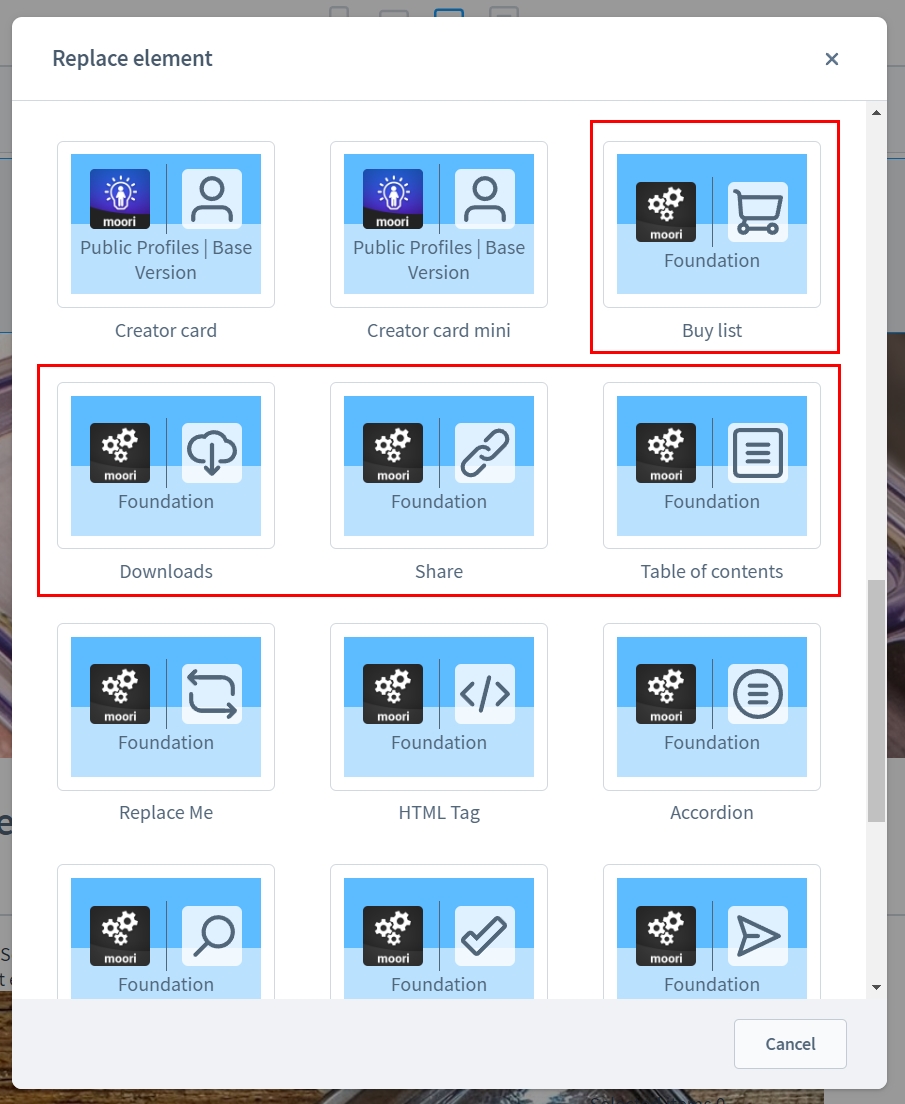 Replace element
moori
Public Profiles | Base
Version
Creator card
moori
Public Profiles | Base
Version
Creator card mini
moori
Foundation
Buy list
moori
Foundation
Downloads
moori
Foundation
Share
moori
Foundation
Table of contents
moori
Foundation
Replace Me
moori
Foundation
HTML Tag
moori
Foundation
Accordion
moori
Foundation
moori
Foundation
moori
Foundation
Cancel